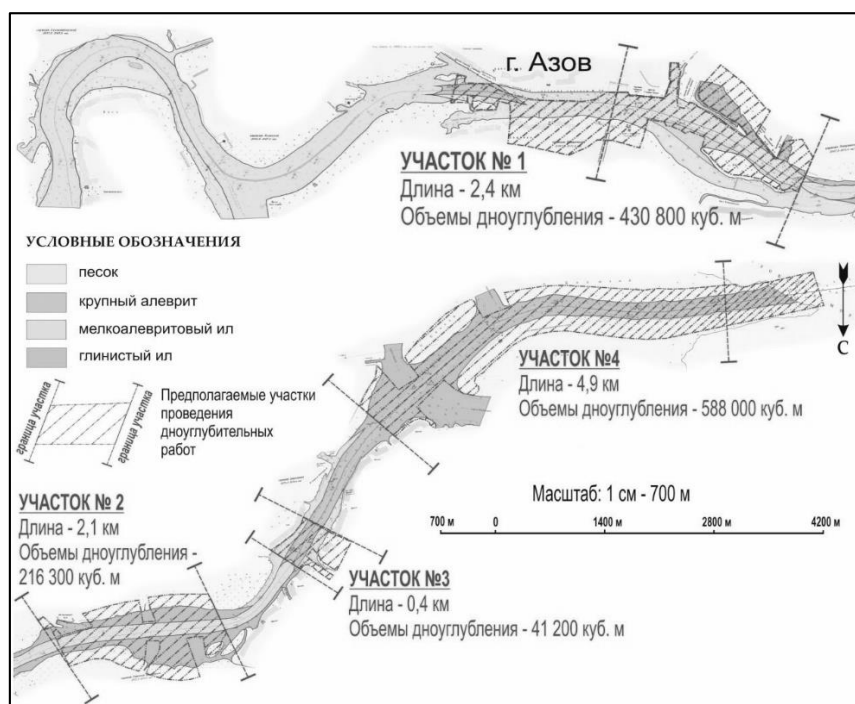 г. Азов
УЧАСТОК № 1
Длина - 2,4 км
Объемы дноуглубления - 430 800 куб. м
УСЛОВНЫЕ ОБОЗНАЧЕНИЯ
песок
крупный алеврит
мелкоалевритовый ил
глинистый ил
граница участка
граница участка
Предполагаемые участки
проведения
дноуглубительных
работ
С
УЧАСТОК №4
Длина - 4,9 км
Объемы дноуглубления - 588 000 куб. м
Масштаб: 1 см - 700 м
700 м 0 1400 м 2800 м 4200 м
УЧАСТОК № 2
Длина - 2,1 км
Объемы дноуглубления -
216 300 куб. м
УЧАСТОК №3
Длина - 0,4 км
Объемы дноуглубления - 41 200 куб. м